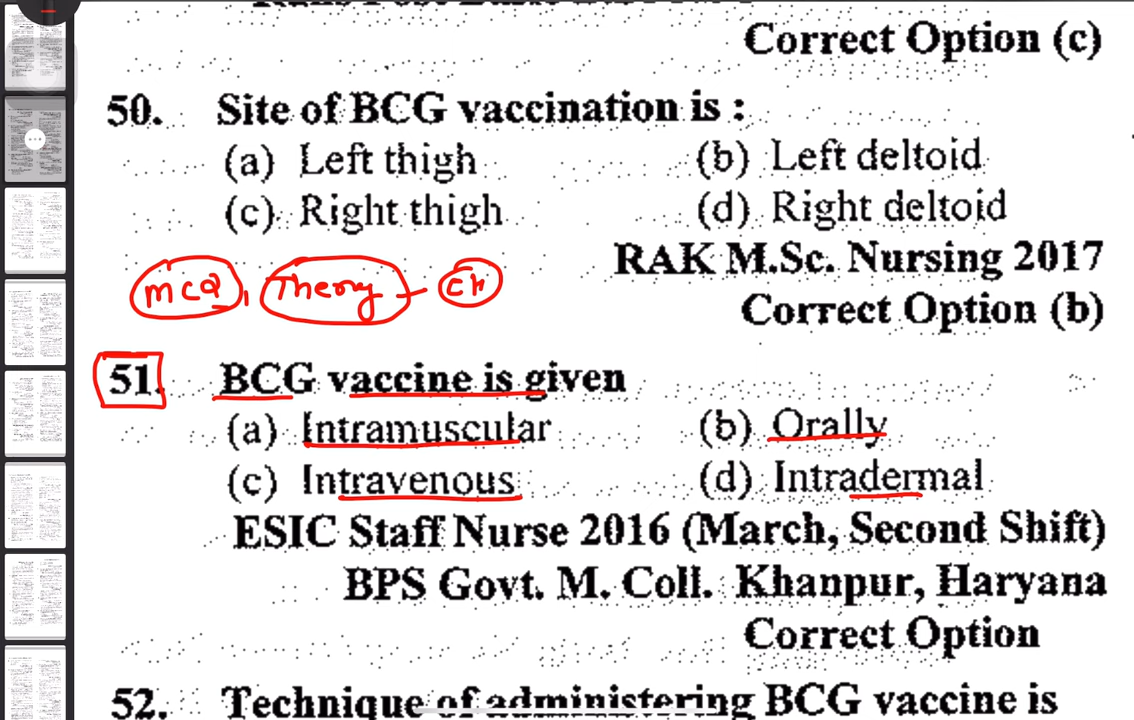 Correct Option (c)
50. Site of BCG vaccination is :
(a) Left thigh (b) Left deltoid
(c) Right thigh (d) Right deltoid
RAK M.Sc. Nursing 2017
MCQ, Theory - CH
Correct Option (b)
51. BCG vaccine is given
(a) Intramuscular (b) Orally
(c) Intravenous (d) Intradermal
ESIC Staff Nurse 2016 (March, Second Shift)
BPS Govt. M. Coll. Khanpur, Haryana
Correct Option
52. Technique of administering BCG vaccine is